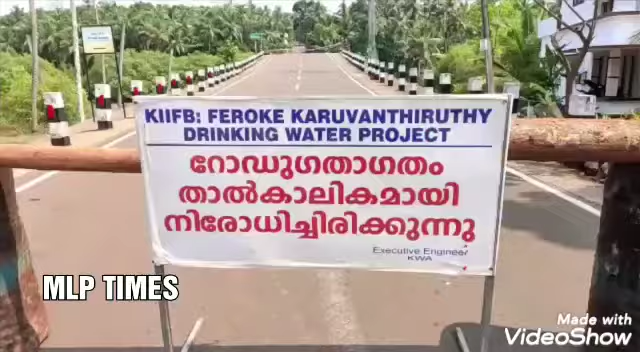 KIIFB: FEROKE KARUVANTHIRUTHY
DRINKING WATER PROJECT
റോഡുഗതാഗതം
താൽകാലികമായി
നിരോധിച്ചിരിക്കുന്നു
Executive Engineer
KWA
MLP TIMES
Made with
VideoShow